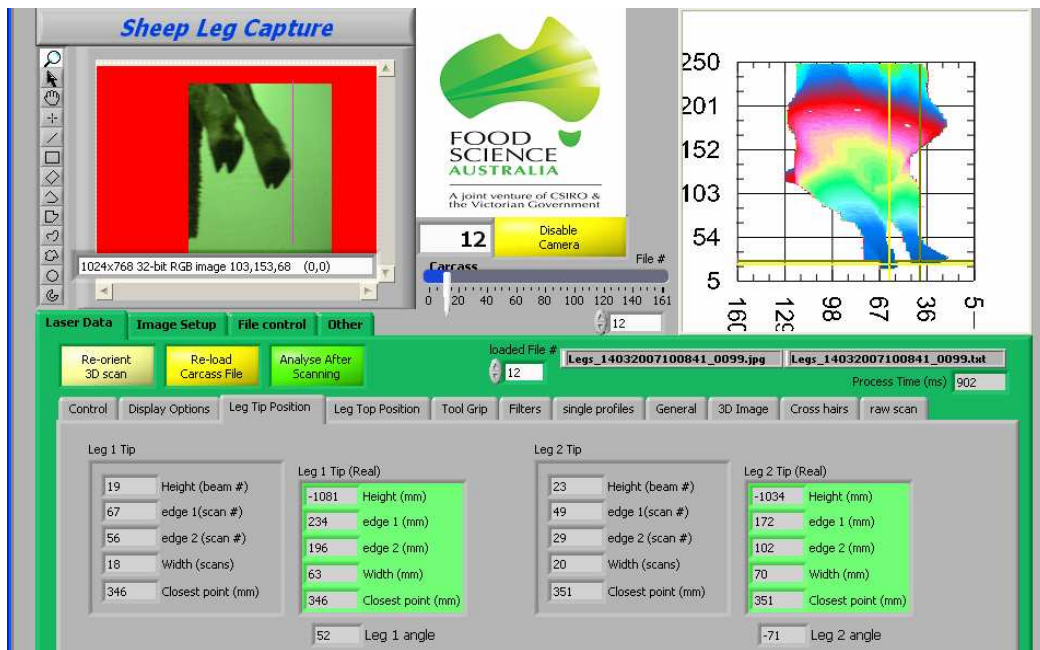 Sheep Leg Capture
1024x768 32-bit RGB image 103,153,68 (0,0)
FOOD
SCIENCE
AUSTRALIA
A joint venture of CSIRO &
the Victorian Government
12
Disable
Camera
Carcass
File #
0 20 40 60 80 100 120 140 161
12
250
201
152
103
54
5
160 129 98 67 36 5
Laser Data Image Setup File control Other
Re-orient
3D scan
Re-load
Carcass File
Analyse After
Scanning
loaded File #
12
Legs_14032007100841_0099.jpg
Legs_14032007100841_0099.txt
Process Time (ms) 902
Control Display Options Leg Tip Position Leg Top Position Tool Grip Filters single profiles General 3D Image Cross hairs raw scan
Leg 1 Tip
19 Height (beam #)
67 edge 1(scan #)
56 edge 2 (scan #)
18 Width (scans)
346 Closest point (mm)
Leg 1 Tip (Real)
-1081 Height (mm)
234 edge 1 (mm)
196 edge 2 (mm)
63 Width (mm)
346 Closest point (mm)
52 Leg 1 angle
Leg 2 Tip
23 Height (beam #)
49 edge 1(scan #)
29 edge 2 (scan #)
20 Width (scans)
351 Closest point (mm)
Leg 2 Tip (Real)
-1034 Height (mm)
172 edge 1 (mm)
102 edge 2 (mm)
70 Width (mm)
351 Closest point (mm)
-71 Leg 2 angle